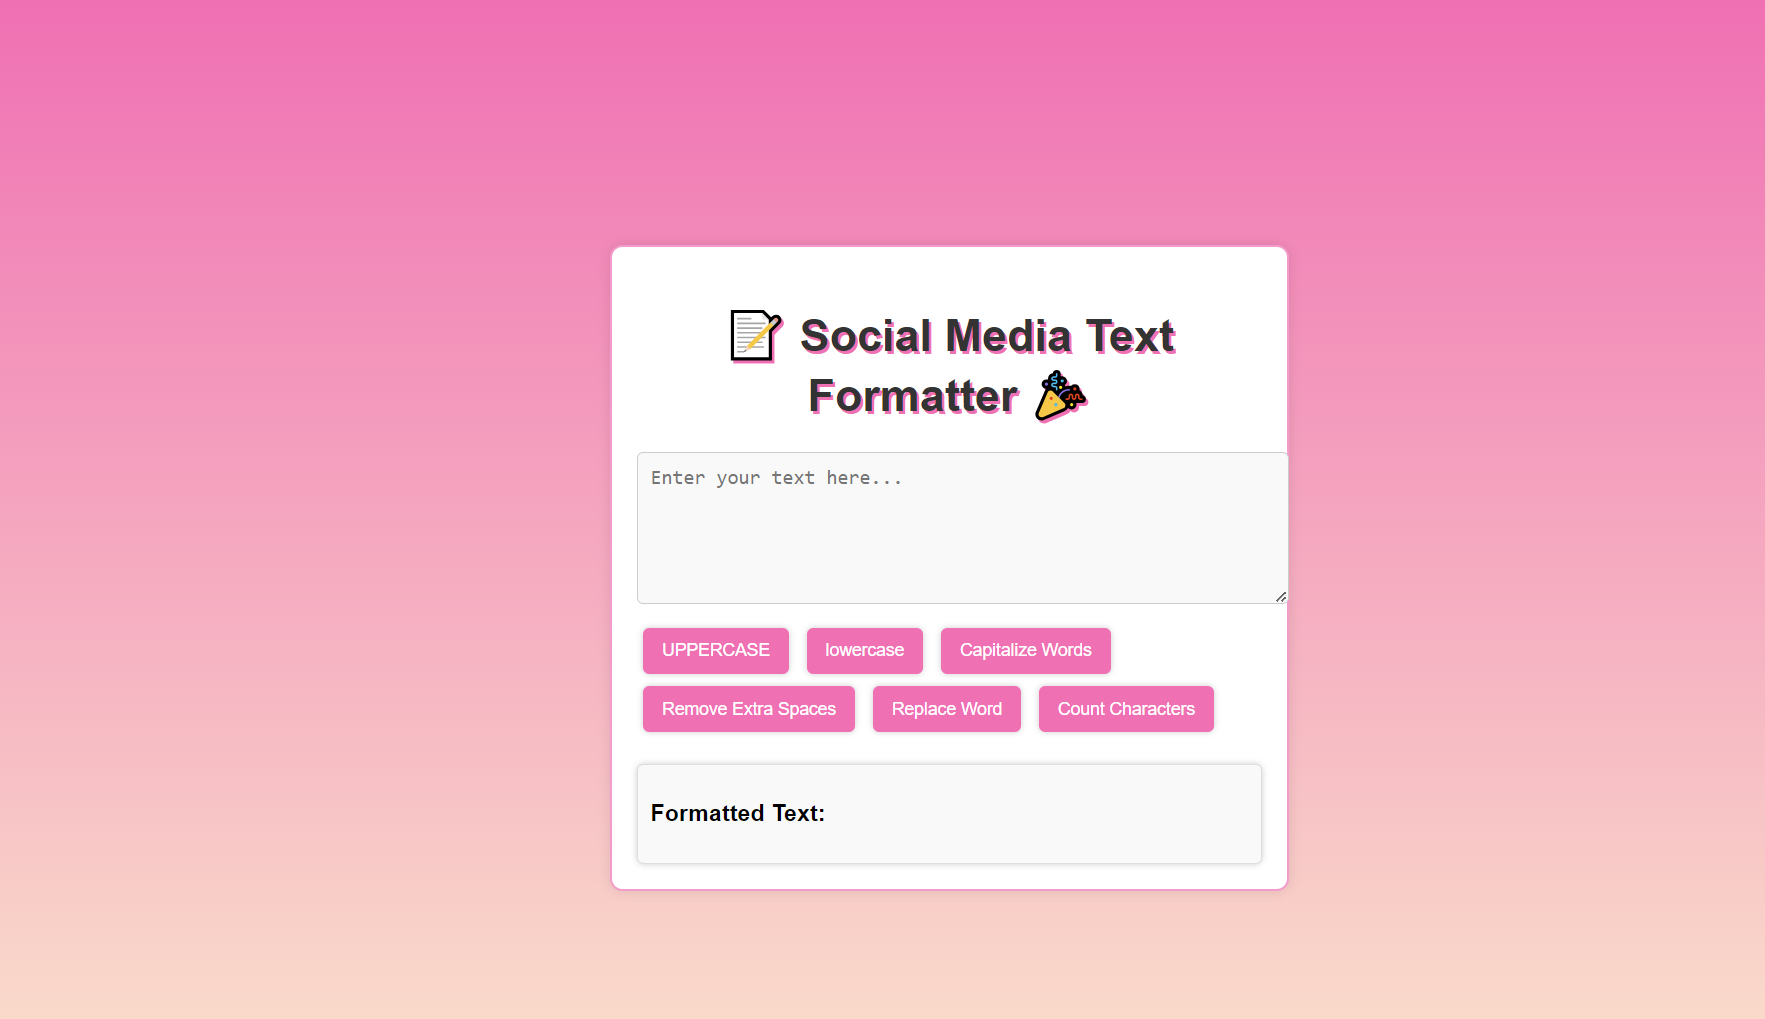 📝 Social Media Text
Formatter 🎉
Enter your text here...
UPPERCASE lowercase Capitalize Words
Remove Extra Spaces Replace Word Count Characters
Formatted Text: